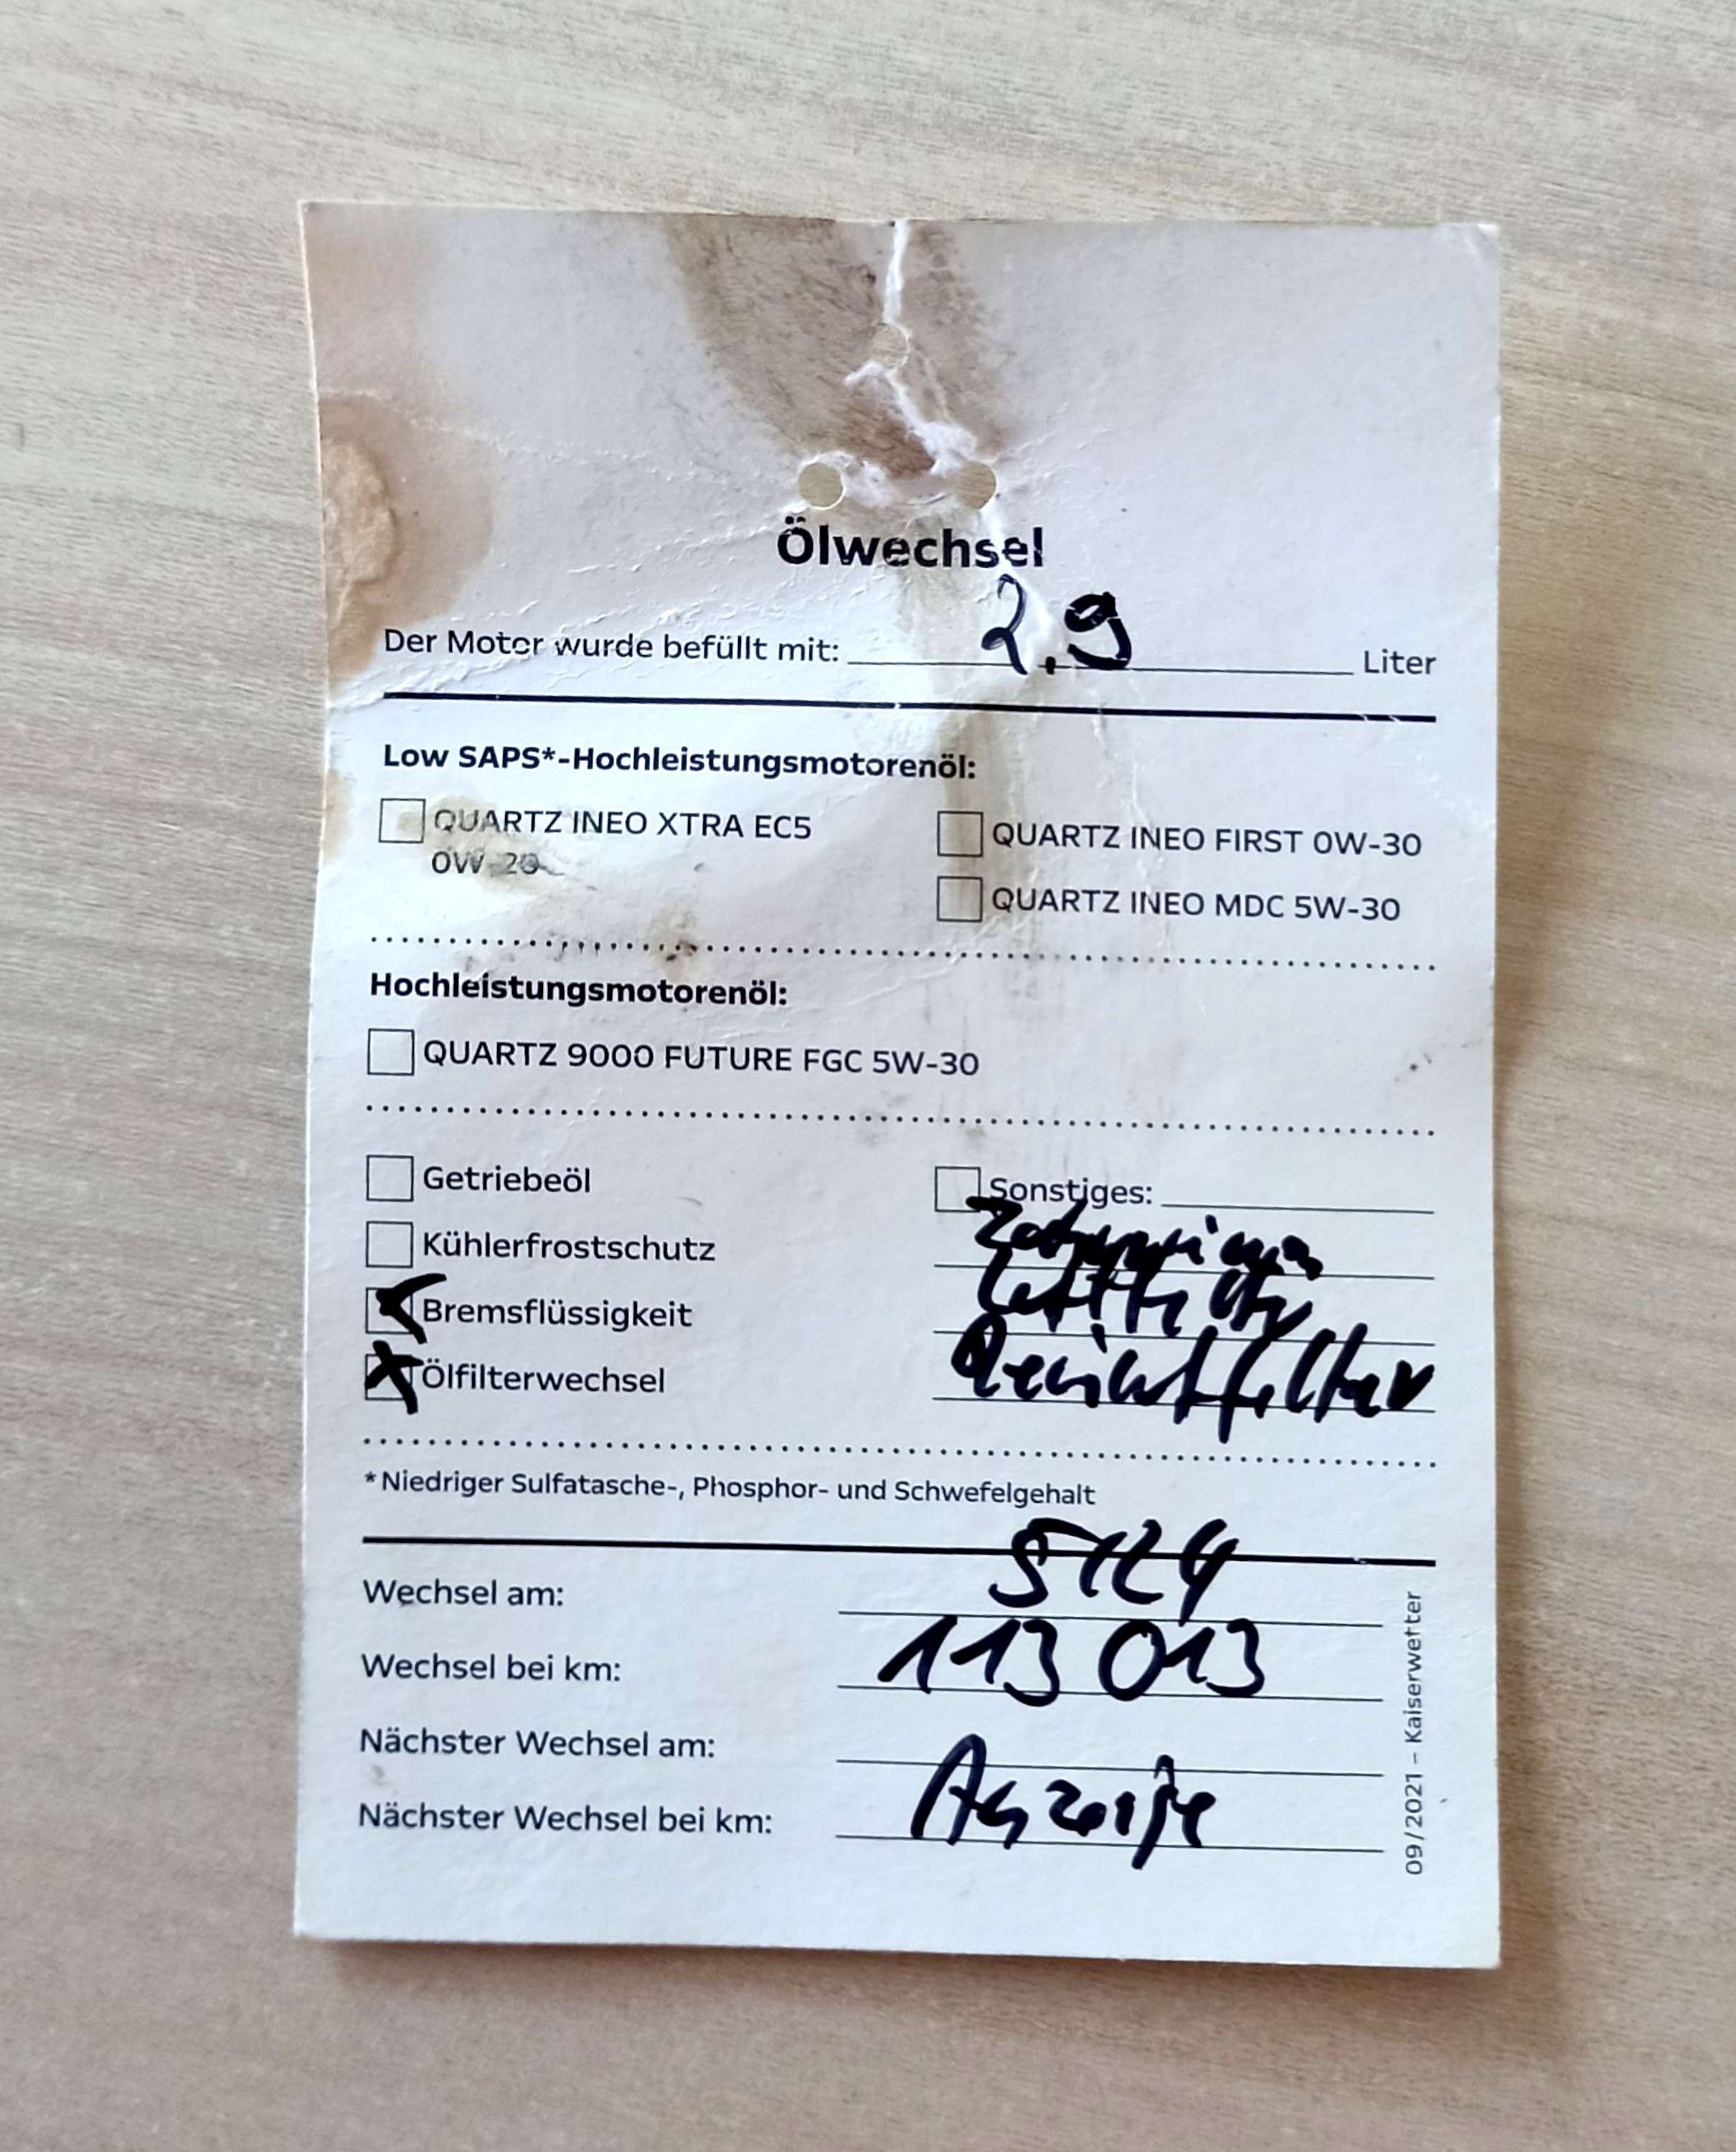 Ölwechsel
Der Motor wurde befüllt mit: 2,9 Liter
Low SAPS*-Hochleistungsmotorenöl:
QUARTZ INEO XTRA EC5
0W-20
QUARTZ INEO FIRST 0W-30
QUARTZ INEO MDC 5W-30
Hochleistungsmotorenöl:
QUARTZ 9000 FUTURE FGC 5W-30
Getriebeöl
Kühlerfrostschutz
Bremsflüssigkeit
Ölfilterwechsel
Sonstiges:
Zahnriemen
*Niedriger Sulfatasche-, Phosphor- und Schwefelgehalt
Wechsel am:
Wechsel bei km: 113 013
Nächster Wechsel am:
Nächster Wechsel bei km: Anzeige
09/2021 – Kaiserwetter